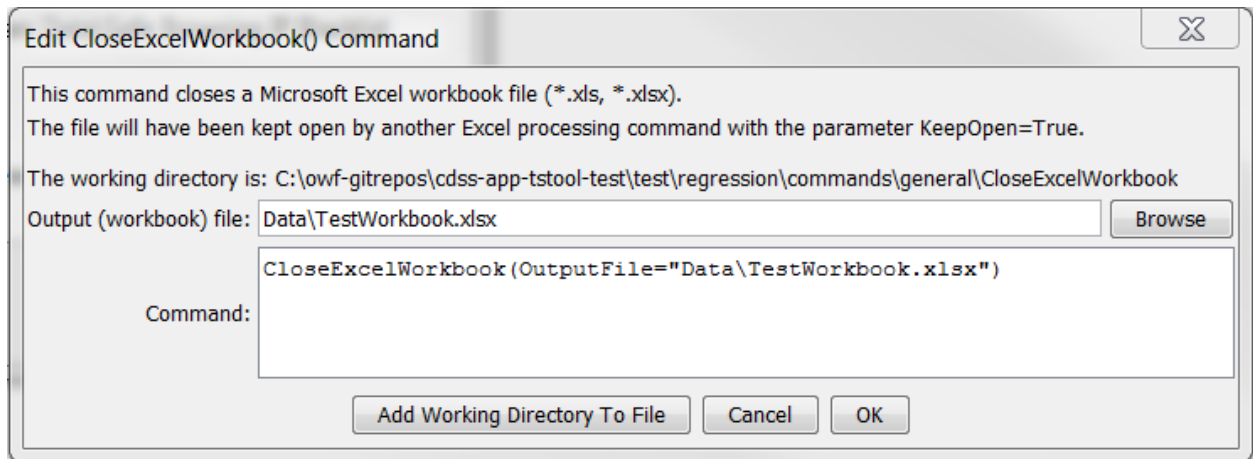 Edit CloseExcelWorkbook() Command
This command closes a Microsoft Excel workbook file (*.xls, *.xlsx).
The file will have been kept open by another Excel processing command with the parameter KeepOpen=True.
The working directory is: C:\owf-gitrepos\cdss-app-tstool-test\test\regression\commands\general\CloseExcelWorkbook
Output (workbook) file: Data\TestWorkbook.xlsx Browse
CloseExcelWorkbook(OutputFile="Data\TestWorkbook.xlsx")
Command:
Add Working Directory To File Cancel OK